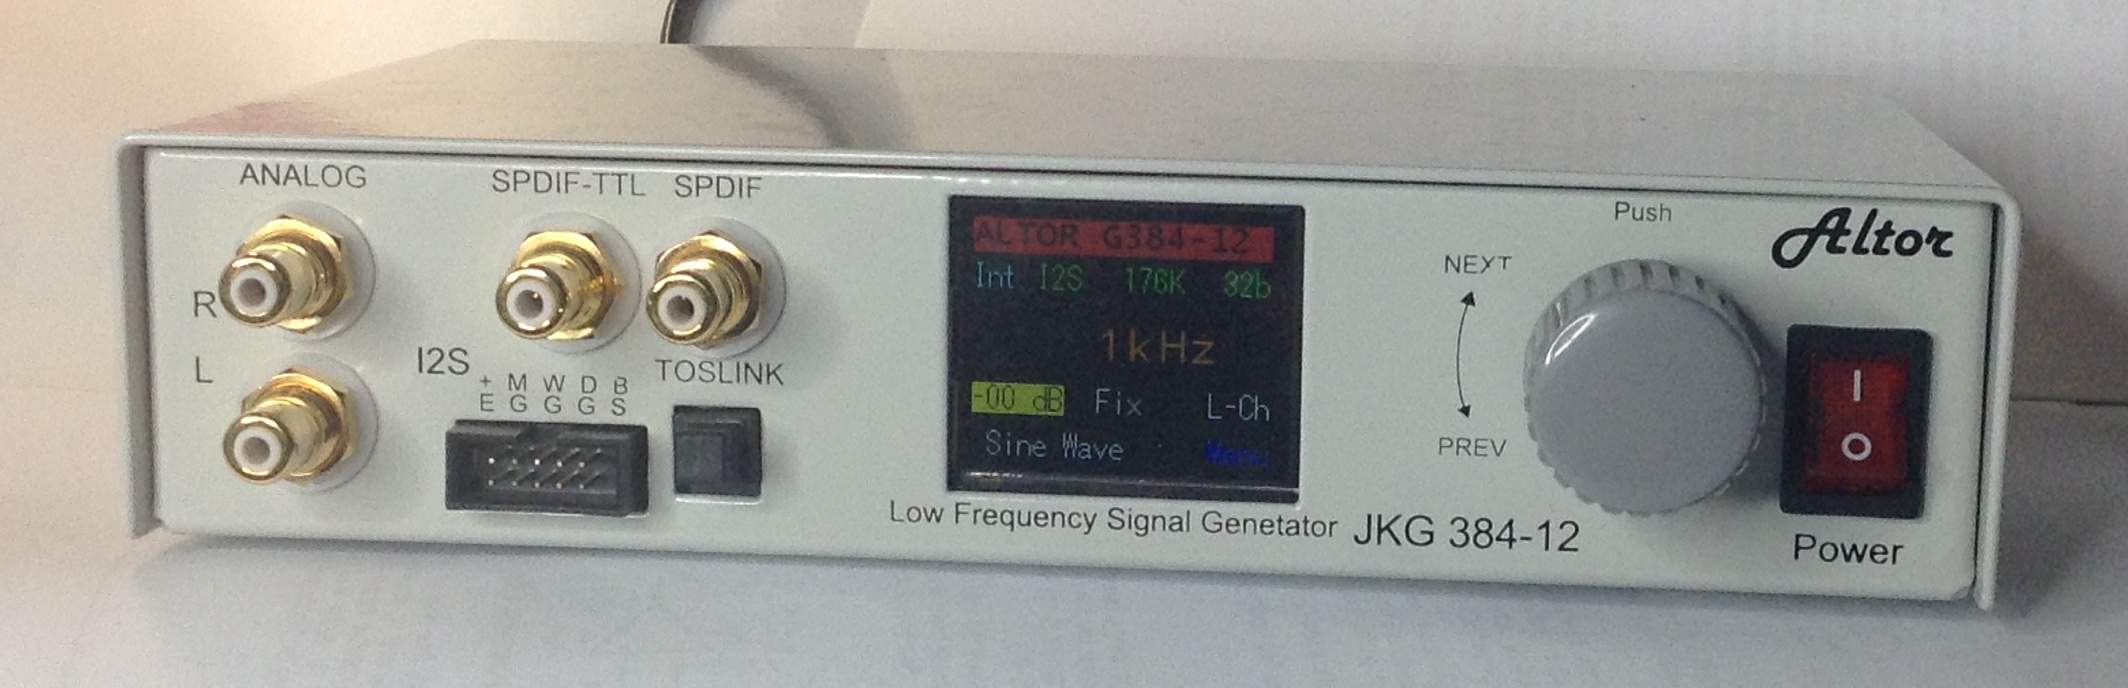 ANALOG
R
L
SPDIF-TTL
SPDIF
I2S
+ M W D B
E G G G S
TOSLINK
ALTOR G384-12
Int I2S 176K 32b
1kHz
-00 dB Fix L-Ch
Sine Wave Menu
Low Frequency Signal Genetator JKG 384-12
Push
NEXT
PREV
Altor
I
O
Power